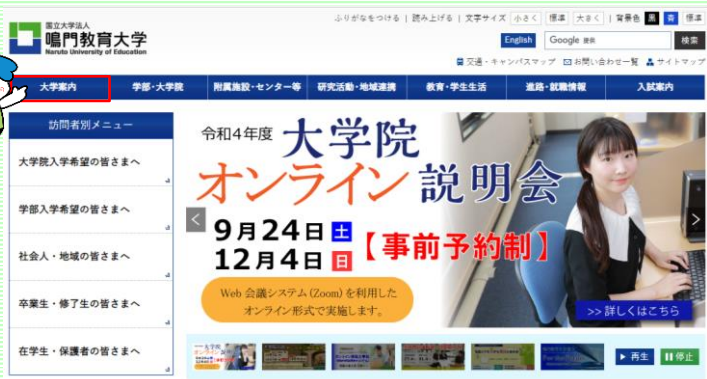 ふりがなをつける | 読み上げる | 文字サイズ 小さく 標準 大きく | 背景色 黒 青 標準
国立大学法人
鳴門教育大学
Naruto University of Education
English Google 提供 検索
交通・キャンパスマップ お問い合わせ一覧 サイトマップ
大学案内 学部・大学院 附属施設・センター等 研究活動・地域連携 教育・学生生活 進路・就職情報 入試案内
訪問者別メニュー
大学院入学希望の皆さまへ
学部入学希望の皆さまへ
社会人・地域の皆さまへ
卒業生・修了生の皆さまへ
在学生・保護者の皆さまへ
令和4年度 大学院
オンライン説明会
9月24日 土
12月4日 日
【事前予約制】
Web 会議システム (Zoom) を利用した
オンライン形式で実施します。
>> 詳しくはこちら
再生 停止